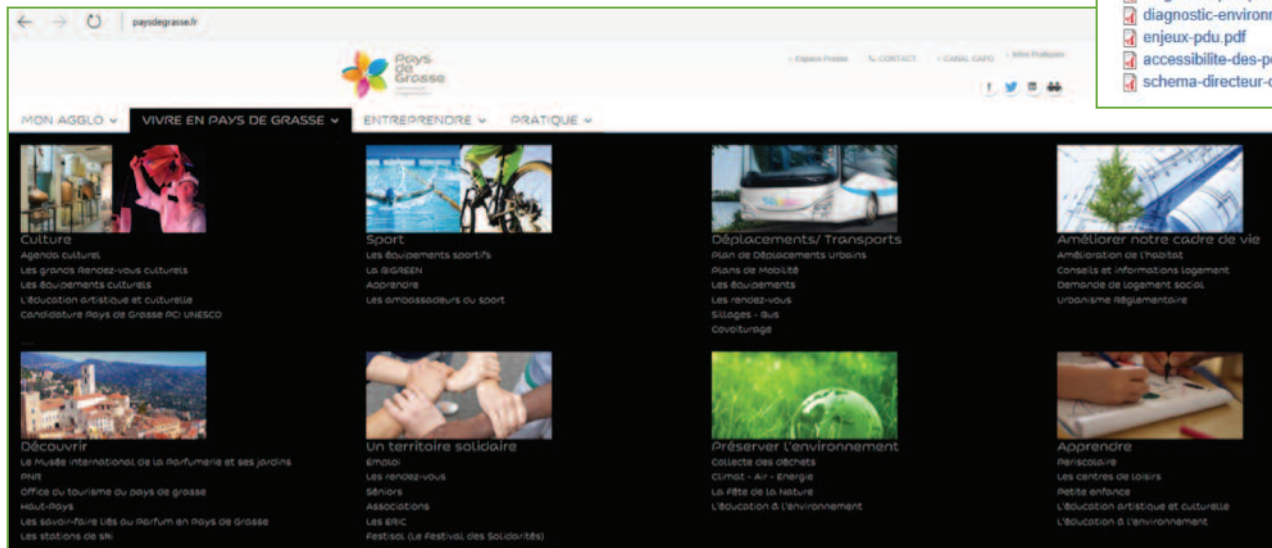 paysdegrasse.fr
diagnostic-environn
enjeux-pdu.pdf
accessibilite-des-p
schema-directeur-
Pays
de
Grasse
Espace Presse CONTACT CANAL CAPG Infos Pratiques
MON AGGLO VIVRE EN PAYS DE GRASSE ENTREPRENDRE PRATIQUE
Culture
Agenda culturel
Les grands Rendez-vous culturels
Les équipements culturels
L'éducation artistique et culturelle
Candidature Pays de Grasse PCI UNESCO
...
Sport
Les équipements sportifs
La BIGREEN
Apprendre
Les ambassadeurs du sport
Déplacements/ Transports
Plan de Déplacements Urbains
Plans de Mobilité
Les équipements
Les rendez-vous
Sillages - Bus
Covoiturage
Améliorer notre cadre de vie
Amélioration de l'habitat
Conseils et informations logement
Demande de logement social
Urbanisme Réglementaire
Découvrir
Le Musée International de la Parfumerie et ses jardins
PNR
Office du tourisme du pays de grasse
Haut-Pays
Les savoir-faire liés au Parfum en Pays de Grasse
Les stations de ski
Un territoire solidaire
Emploi
Les rendez-vous
Séniors
Associations
Les ERIC
Festisol (Le Festival des Solidarités)
Préserver l'environnement
Collecte des déchets
Climat - Air - Energie
La Fête de la Nature
L'éducation à l'environnement
Apprendre
Periscolaire
Les centres de loisirs
Petite enfance
L'éducation artistique et culturelle
L'éducation à l'environnement